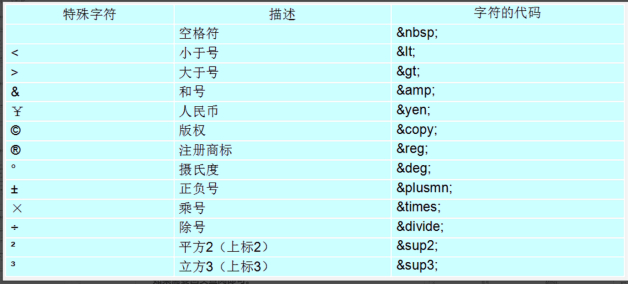 特殊字符 描述 字符的代码
空格符 &nbsp;
< 小于号 &lt;
> 大于号 &gt;
& 和号 &amp;
¥ 人民币 &yen;
© 版权 &copy;
® 注册商标 &reg;
° 摄氏度 &deg;
± 正负号 &plusmn;
× 乘号 &times;
÷ 除号 &divide;
² 平方2（上标2） &sup2;
³ 立方3（上标3） &sup3;